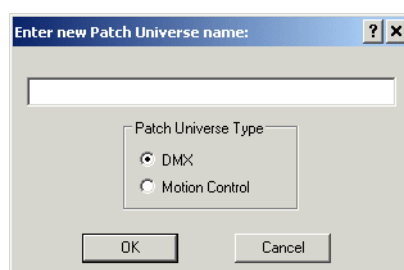 Enter new Patch Universe name:
Patch Universe Type
DMX
Motion Control
OK
Cancel